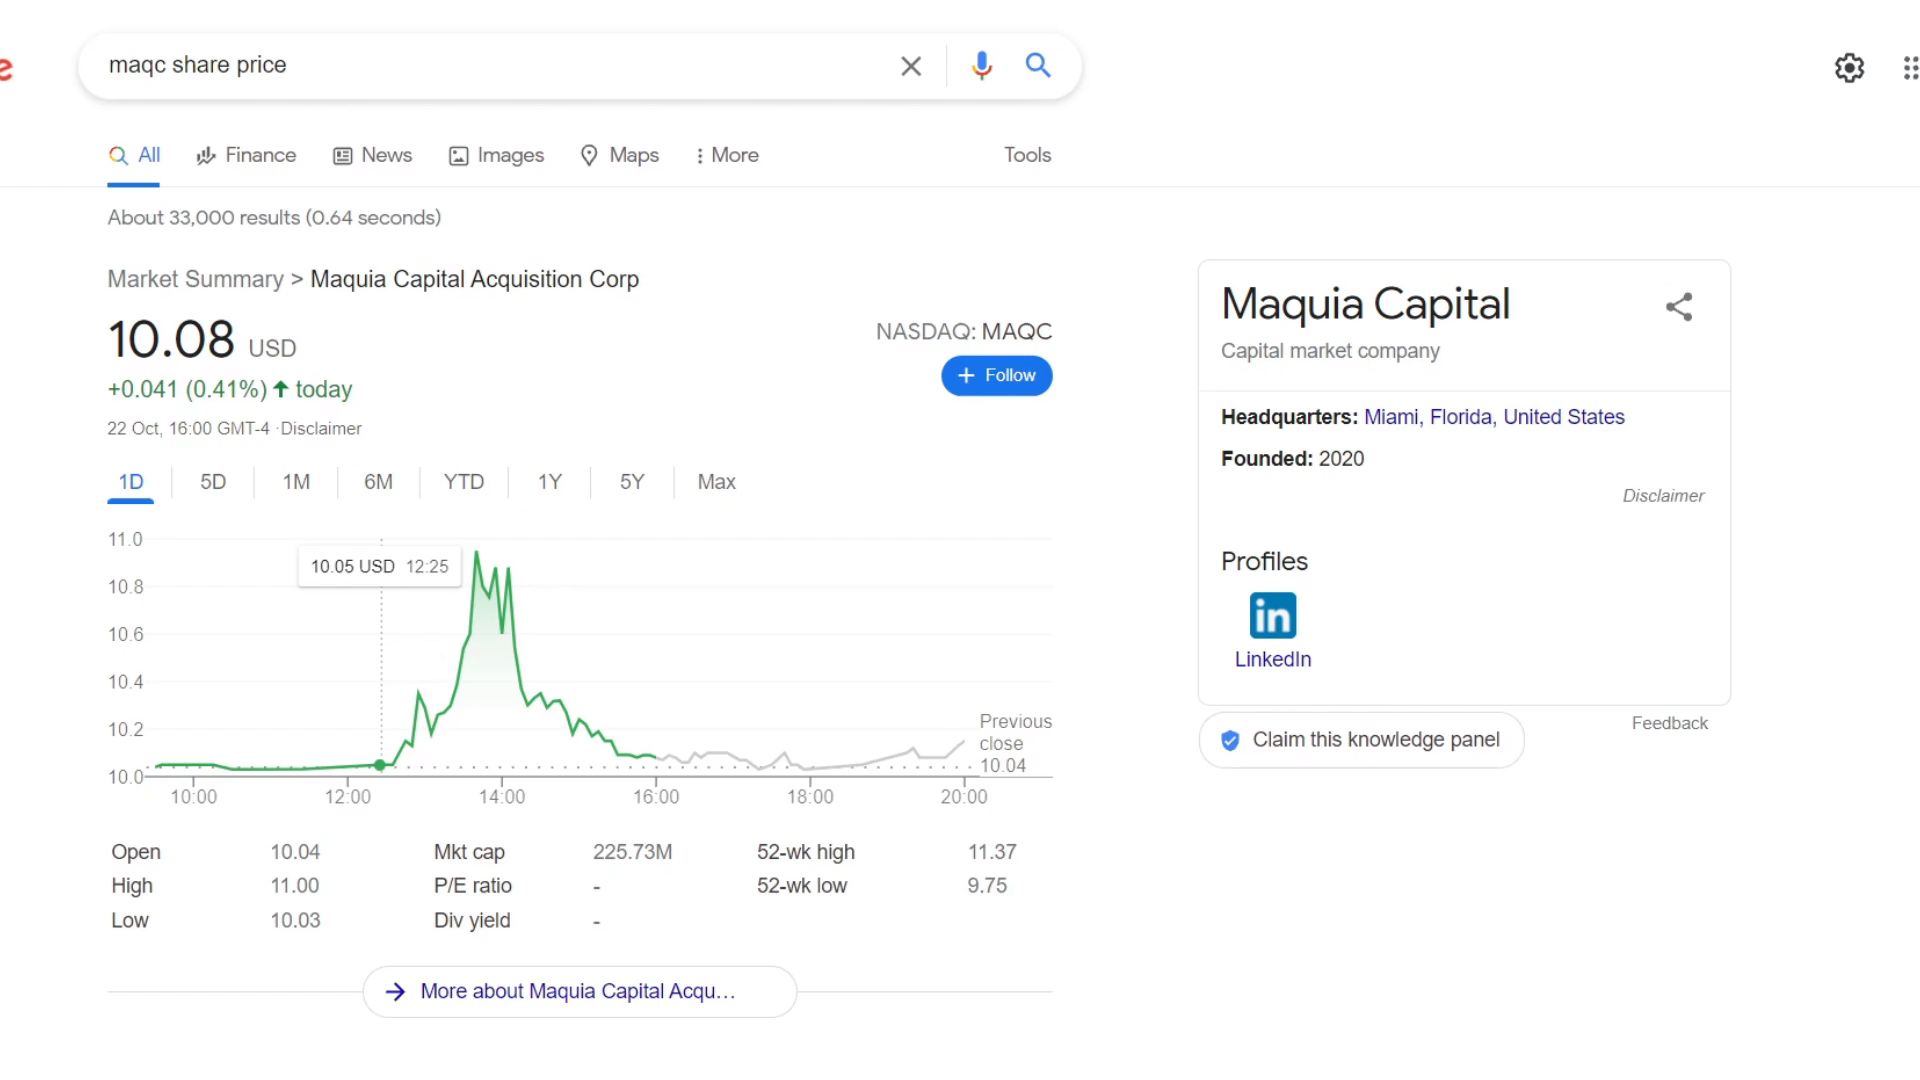 e
maqc share price
All Finance News Images Maps More Tools
About 33,000 results (0.64 seconds)
Market Summary > Maquia Capital Acquisition Corp
10.08 USD
+0.041 (0.41%) today
22 Oct, 16:00 GMT-4 ·Disclaimer
NASDAQ: MAQC
+ Follow
1D 5D 1M 6M YTD 1Y 5Y Max
10.05 USD 12:25
11.0
10.8
10.6
10.4
10.2
10.0
Previous
close
10.04
10:00 12:00 14:00 16:00 18:00 20:00
Open 10.04 Mkt cap 225.73M 52-wk high 11.37
High 11.00 P/E ratio - 52-wk low 9.75
Low 10.03 Div yield -
More about Maquia Capital Acqu...
Maquia Capital
Capital market company
Headquarters: Miami, Florida, United States
Founded: 2020
Disclaimer
Profiles
in
LinkedIn
Feedback
Claim this knowledge panel